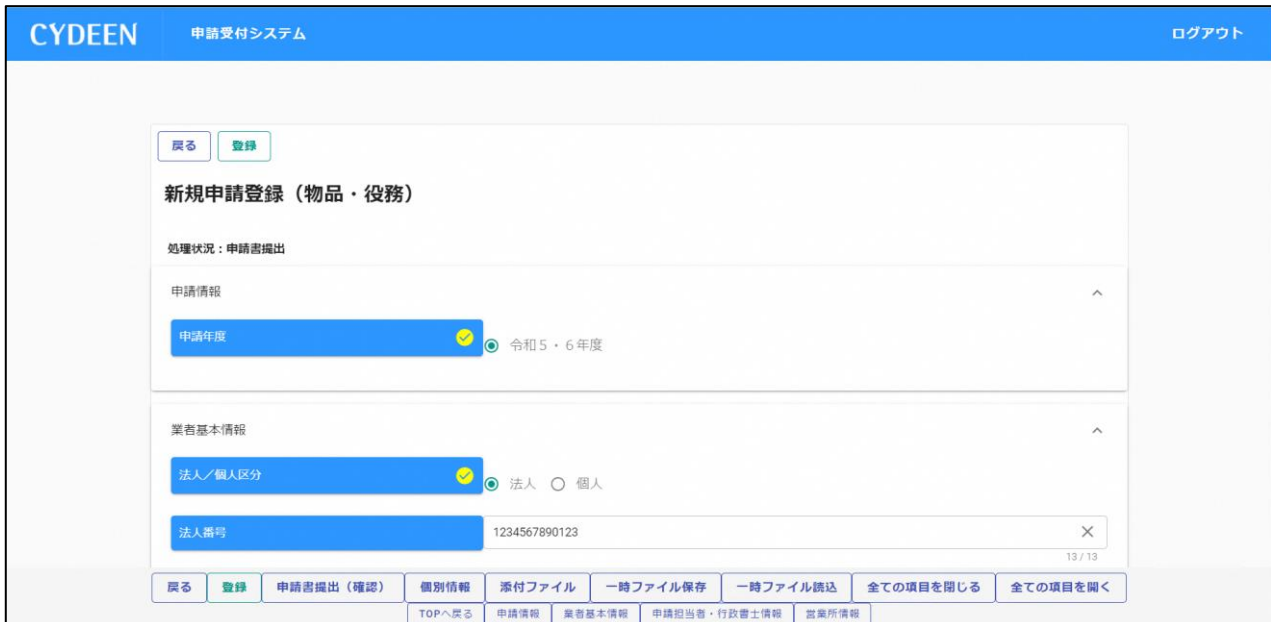 CYDEEN 申請受付システム ログアウト
戻る 登録
新規申請登録（物品・役務）
処理状況：申請書提出
申請情報
申請年度 令和５・６年度
業者基本情報
法人／個人区分 法人 個人
法人番号 1234567890123
13 / 13
戻る 登録 申請書提出（確認） 個別情報 添付ファイル 一時ファイル保存 一時ファイル読込 全ての項目を閉じる 全ての項目を開く
TOPへ戻る 申請情報 業者基本情報 申請担当者・行政書士情報 営業所情報